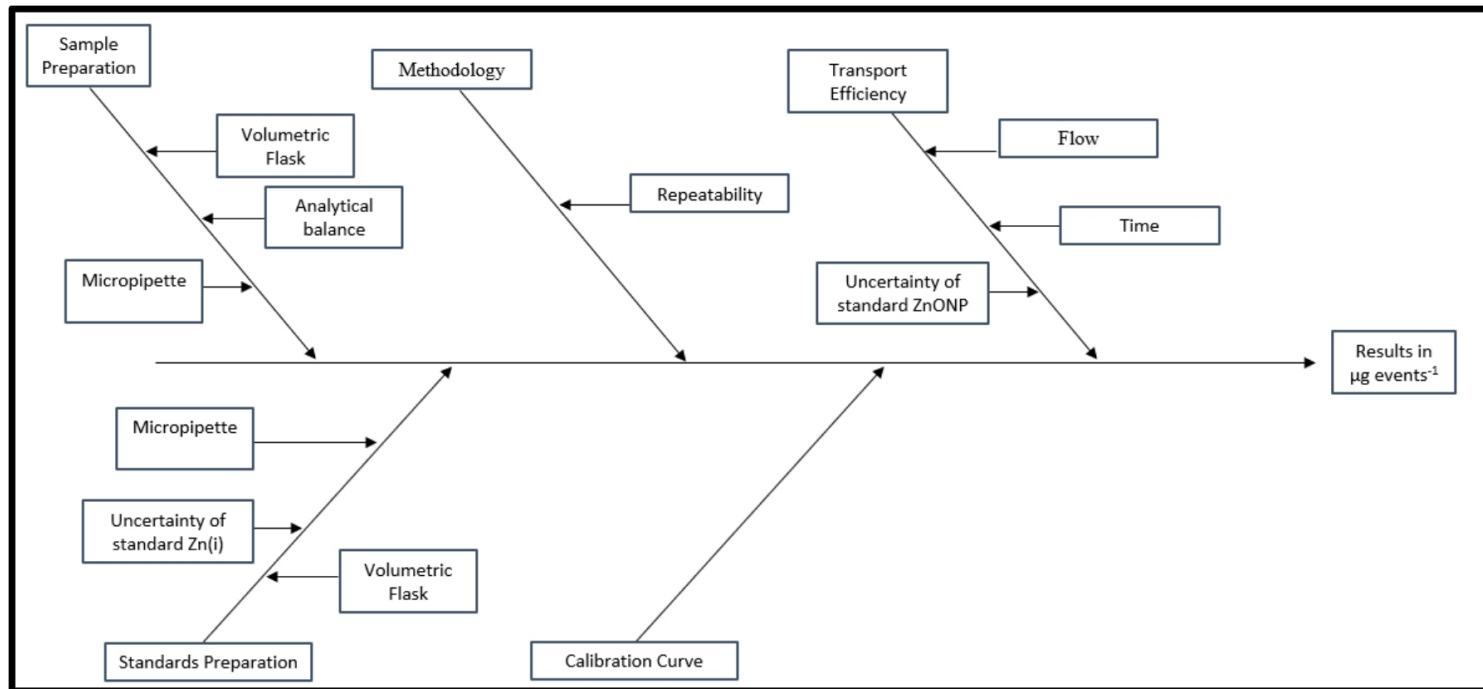 Sample
Preparation
Methodology
Transport
Efficiency
Volumetric
Flask
Flow
Analytical
balance
Repeatability
Time
Micropipette
Uncertainty of
standard ZnONP
Results in
µg events⁻¹
Micropipette
Uncertainty of
standard Zn(i)
Volumetric
Flask
Standards Preparation
Calibration Curve